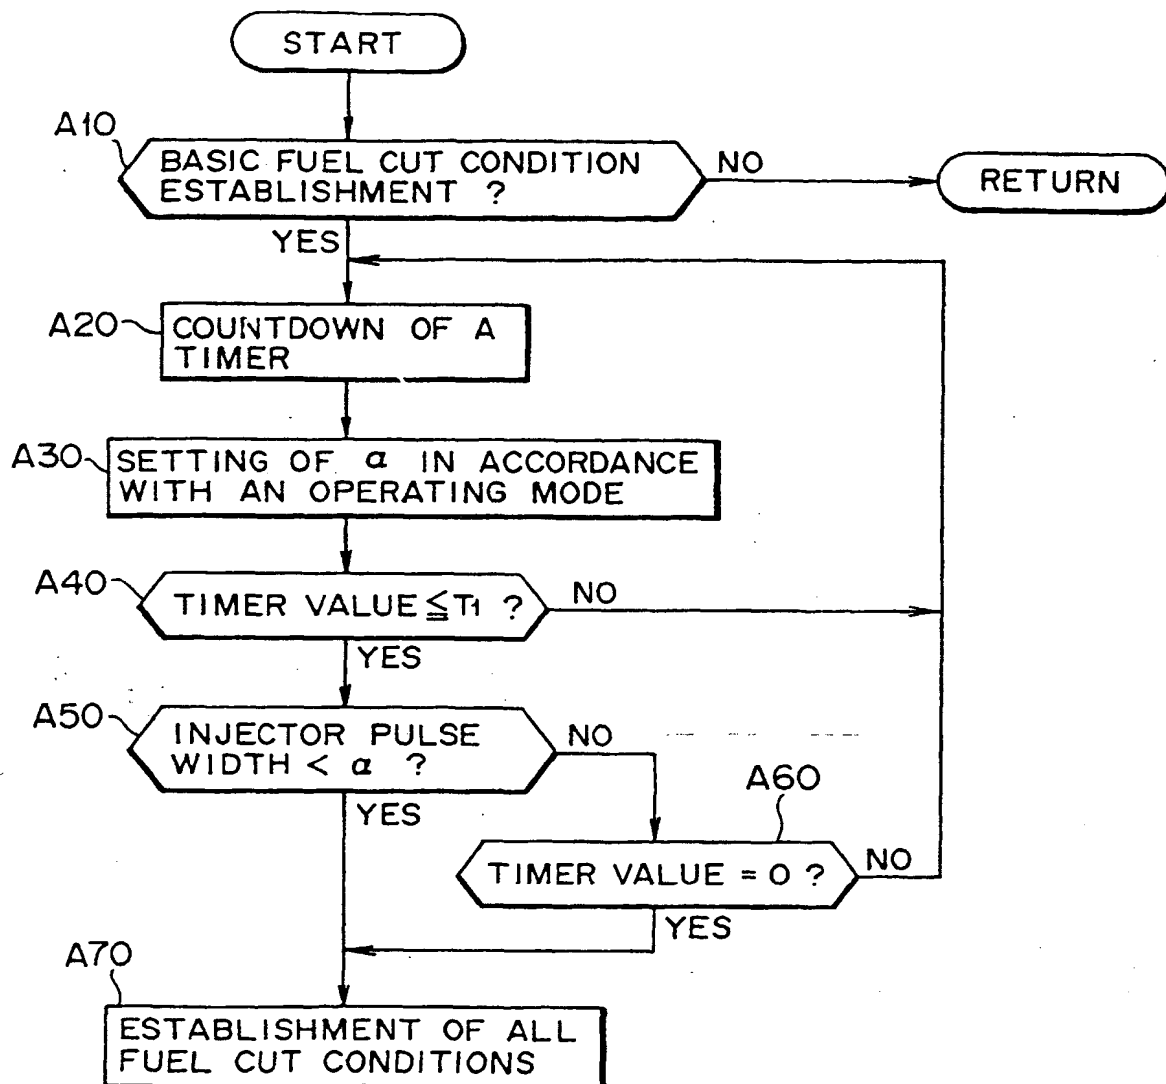 START
A10
BASIC FUEL CUT CONDITION
ESTABLISHMENT ?
NO
RETURN
YES
A20
COUNTDOWN OF A
TIMER
A30
SETTING OF α IN ACCORDANCE
WITH AN OPERATING MODE
A40
TIMER VALUE ≦ T1 ?
NO
YES
A50
INJECTOR PULSE
WIDTH < α ?
NO
YES
A60
TIMER VALUE = 0 ?
NO
YES
A70
ESTABLISHMENT OF ALL
FUEL CUT CONDITIONS